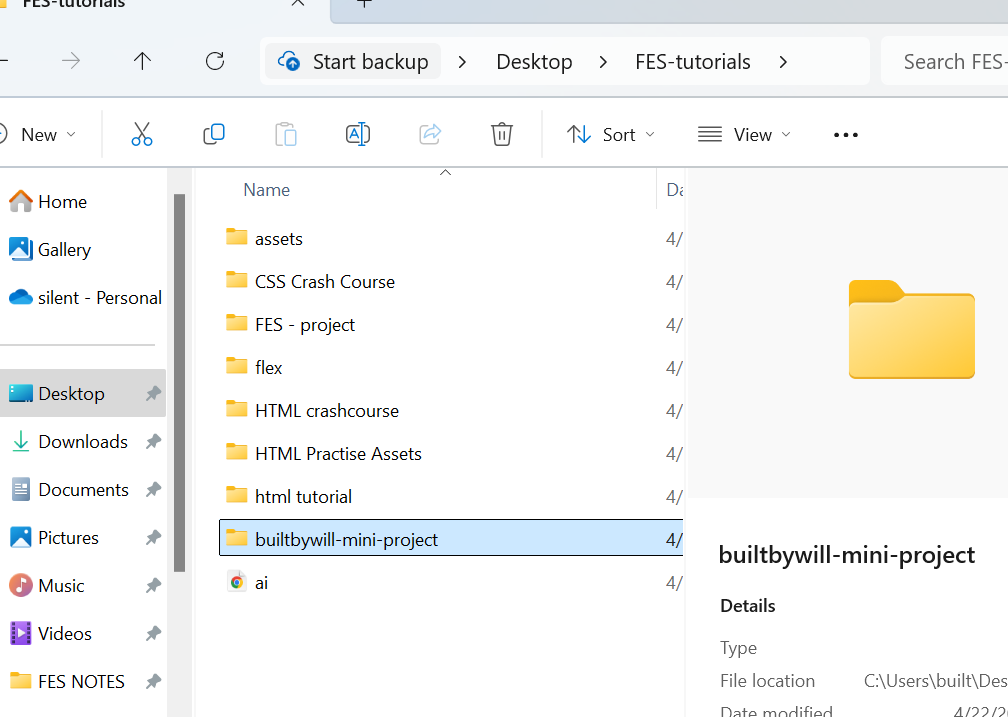 FES-tutorials
Start backup > Desktop > FES-tutorials >
Search FES-
New
Sort
View
Home
Gallery
silent - Personal
Desktop
Downloads
Documents
Pictures
Music
Videos
FES NOTES
Name
Da
assets 4/
CSS Crash Course 4/
FES - project 4/
flex 4/
HTML crashcourse 4/
HTML Practise Assets 4/
html tutorial 4/
builtbywill-mini-project 4/
ai 4/
builtbywill-mini-project
Details
Type
File location C:\Users\built\Des
Date modified 4/22/20